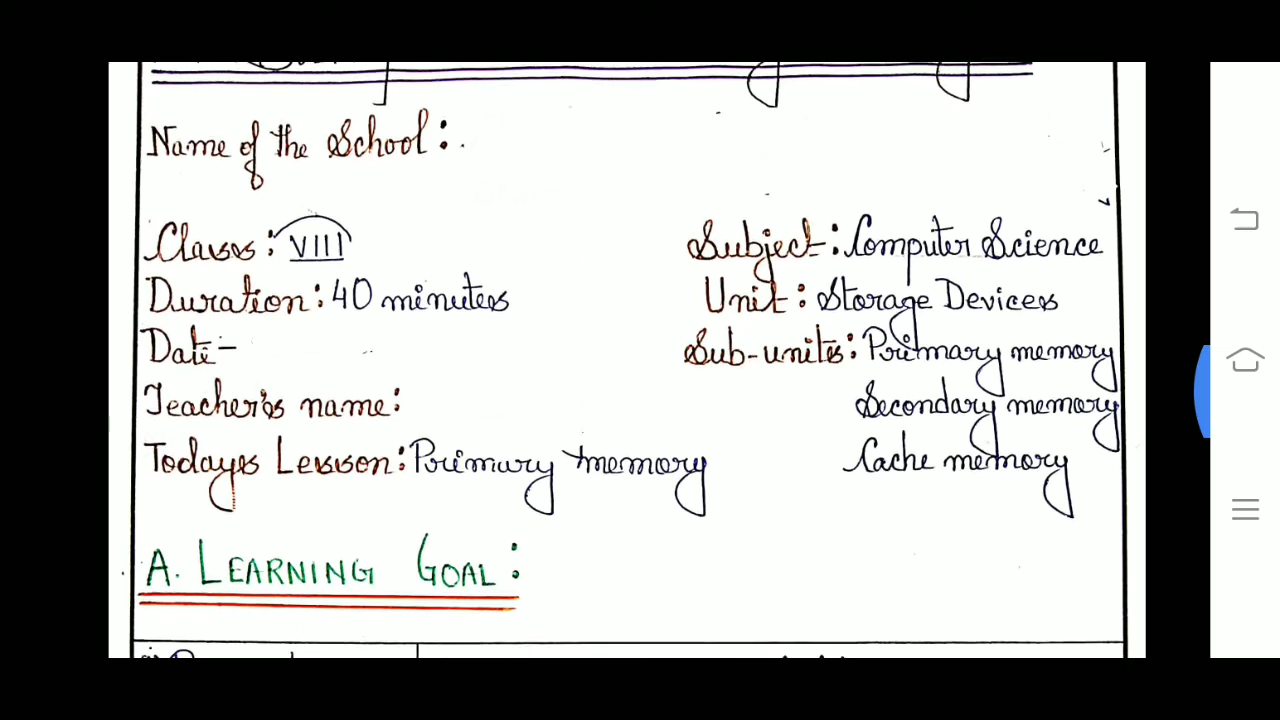 Name of the School:
Class: VIII
Subject: Computer Science
Duration: 40 minutes
Unit: Storage Devices
Date-
Sub-units: Primary memory
Teacher's name:
Secondary memory
Todayes Lesson: Primary memory
Cache memory
A. LEARNING GOAL: